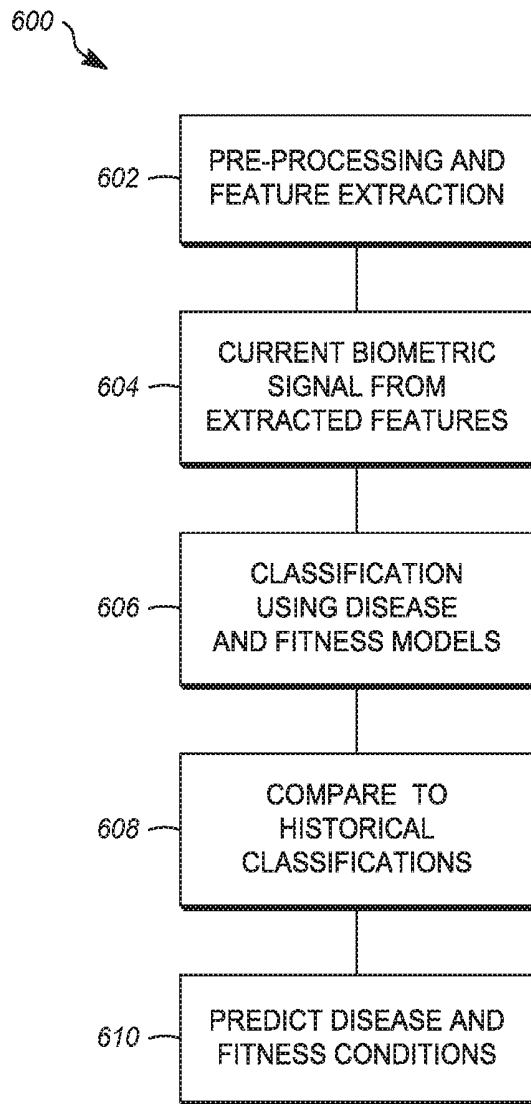 600
602
PRE-PROCESSING AND
FEATURE EXTRACTION
604
CURRENT BIOMETRIC
SIGNAL FROM
EXTRACTED FEATURES
606
CLASSIFICATION
USING DISEASE
AND FITNESS MODELS
608
COMPARE TO
HISTORICAL
CLASSIFICATIONS
610
PREDICT DISEASE AND
FITNESS CONDITIONS